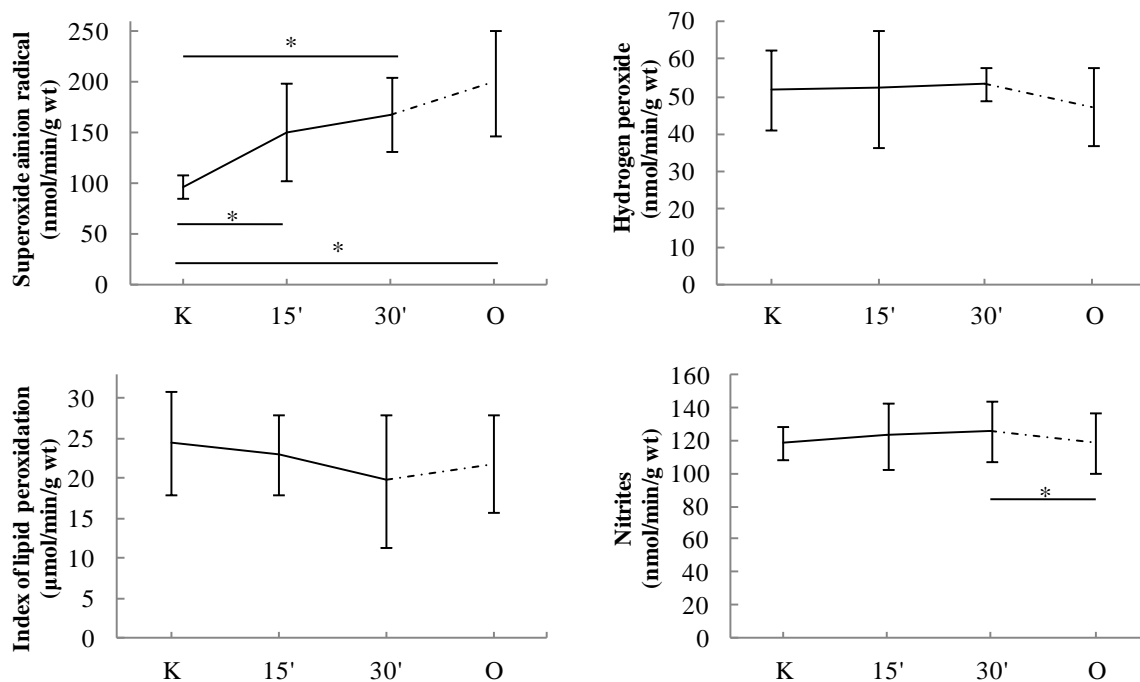 Superoxide ainion radical
(nmol/min/g wt)
250
200
150
100
50
0
*
*
*
K 15' 30' O
Hydrogen peroxide
(nmol/min/g wt)
70
60
50
40
30
20
10
0
K 15' 30' O
Index of lipid peroxidation
(µmol/min/g wt)
30
25
20
15
10
5
0
K 15' 30' O
Nitrites
(nmol/min/g wt)
160
140
120
100
80
60
40
20
0
*
K 15' 30' O